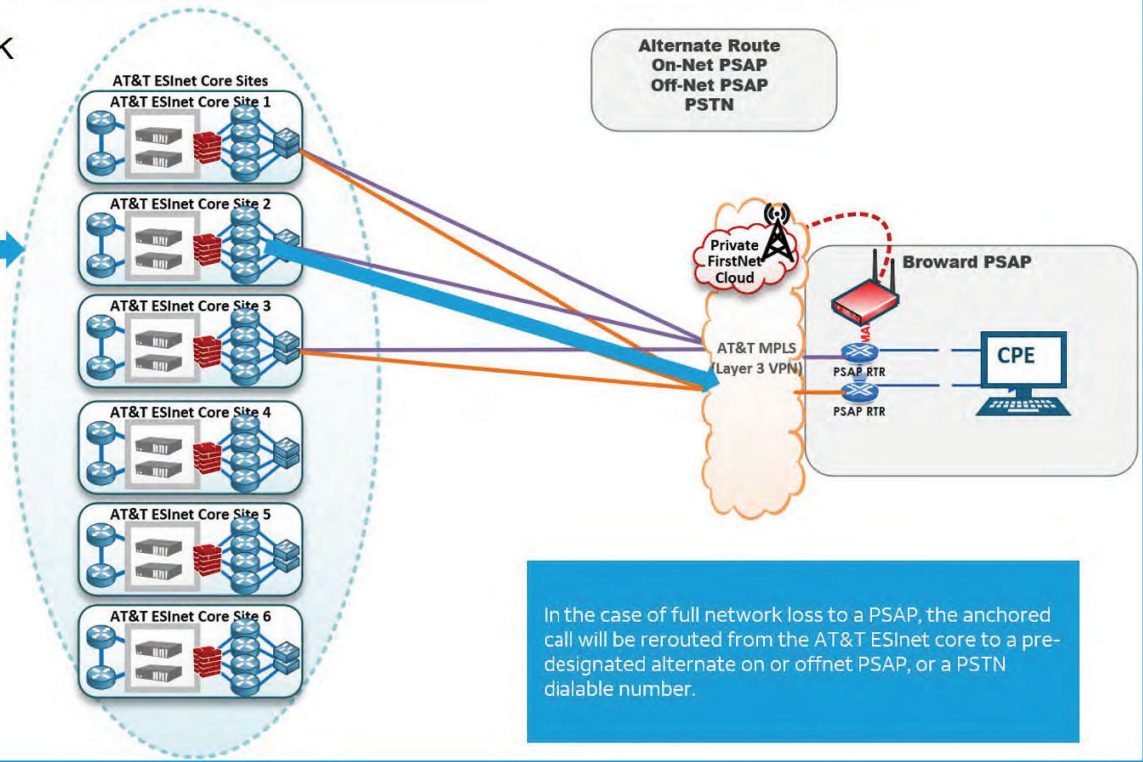 K
Alternate Route
On-Net PSAP
Off-Net PSAP
PSTN
AT&T ESInet Core Sites
AT&T ESInet Core Site 1
AT&T ESInet Core Site 2
AT&T ESInet Core Site 3
AT&T ESInet Core Site 4
AT&T ESInet Core Site 5
AT&T ESInet Core Site 6
Private
FirstNet
Cloud
AT&T MPLS
(Layer 3 VPN)
Broward PSAP
MA
PSAP RTR
PSAP RTR
CPE
In the case of full network loss to a PSAP, the anchored
call will be rerouted from the AT&T ESInet core to a pre-
designated alternate on or offnet PSAP, or a PSTN
dialable number.